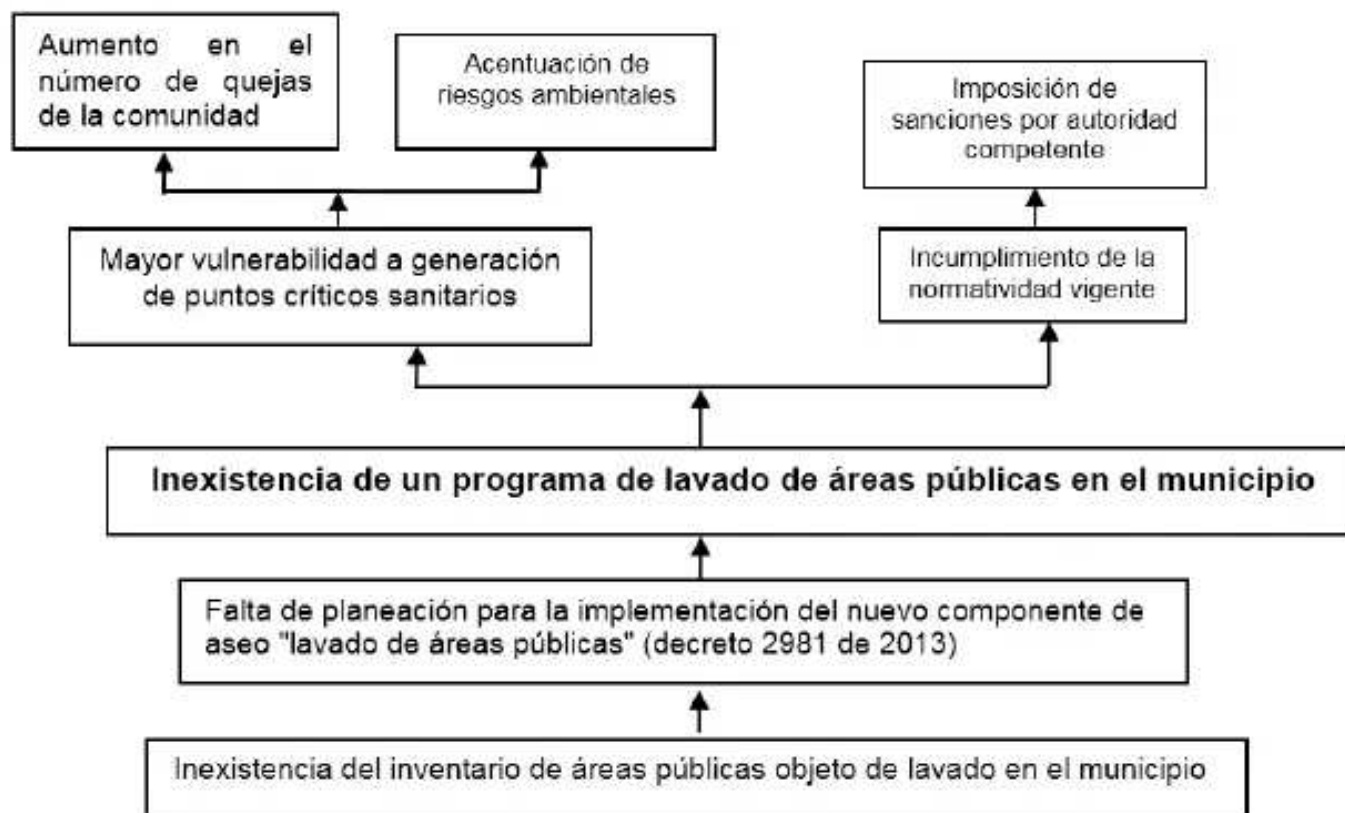 Aumento en el
número de quejas
de la comunidad
Acentuación de
riesgos ambientales
Imposición de
sanciones por autoridad
competente
Mayor vulnerabilidad a generación
de puntos críticos sanitarios
Incumplimiento de la
normatividad vigente
Inexistencia de un programa de lavado de áreas públicas en el municipio
Falta de planeación para la implementación del nuevo componente de
aseo "lavado de áreas públicas" (decreto 2981 de 2013)
Inexistencia del inventario de áreas públicas objeto de lavado en el municipio